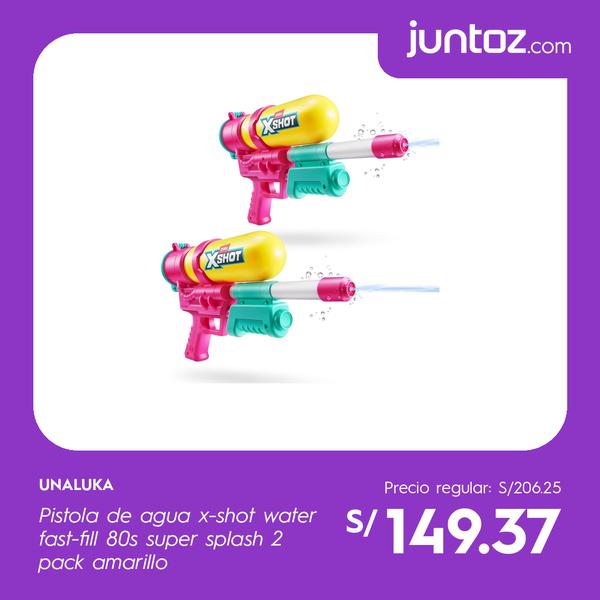 juntoz.com
X-SHOT
X-SHOT
UNALUKA
Precio regular: S/206.25
Pistola de agua x-shot water
fast-fill 80s super splash 2
pack amarillo
S/149.37